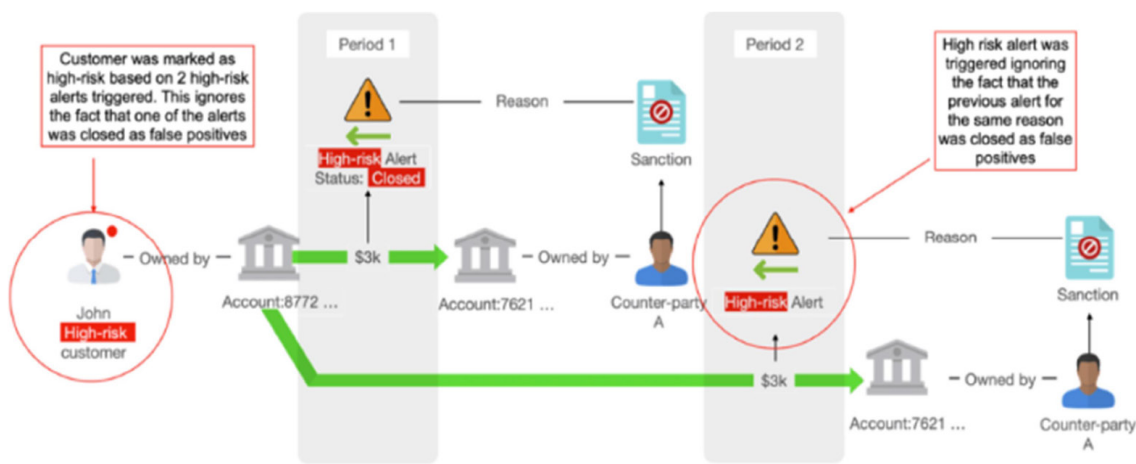 Customer was marked as
high-risk based on 2 high-risk
alerts triggered. This ignores
the fact that one of the alerts
was closed as false positives
Period 1
Reason
Sanction
High-risk Alert
Status: Closed
Period 2
High risk alert was
triggered ignoring
the fact that the
previous alert for
the same reason
was closed as false
positives
John
High-risk
customer
Owned by
Account:8772 ...
$3k
Account:7621 ...
Owned by
Counter-party
A
High-risk Alert
Reason
Sanction
$3k
Account:7621 ...
Owned by
Counter-party
A